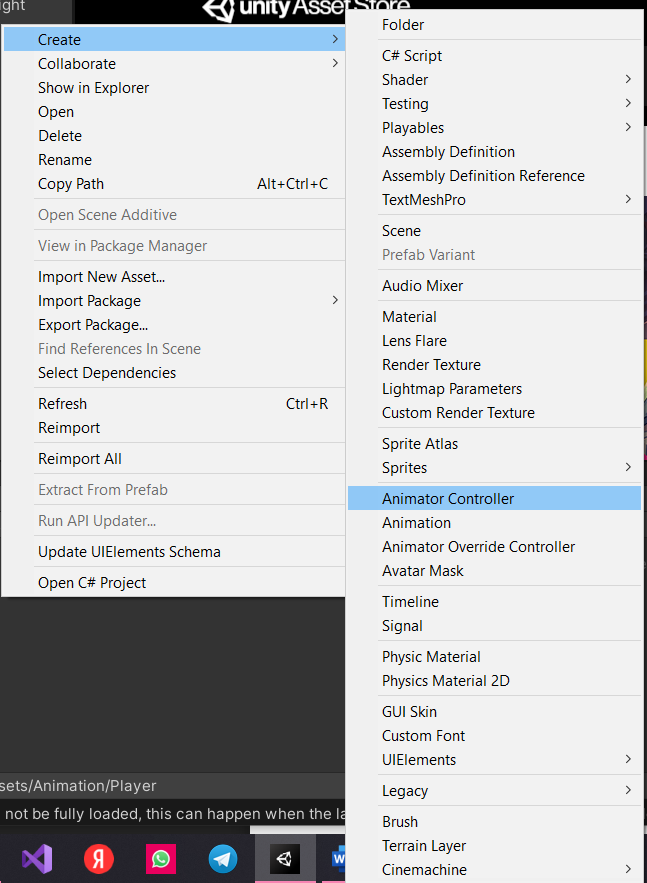 ght
unity Asset Store
Create
Collaborate
Show in Explorer
Open
Delete
Rename
Copy Path Alt+Ctrl+C
Open Scene Additive
View in Package Manager
Import New Asset...
Import Package
Export Package...
Find References In Scene
Select Dependencies
Refresh Ctrl+R
Reimport
Reimport All
Extract From Prefab
Run API Updater...
Update UIElements Schema
Open C# Project
Folder
C# Script
Shader
Testing
Playables
Assembly Definition
Assembly Definition Reference
TextMeshPro
Scene
Prefab Variant
Audio Mixer
Material
Lens Flare
Render Texture
Lightmap Parameters
Custom Render Texture
Sprite Atlas
Sprites
Animator Controller
Animation
Animator Override Controller
Avatar Mask
Timeline
Signal
Physic Material
Physics Material 2D
GUI Skin
Custom Font
UIElements
Legacy
Brush
Terrain Layer
Cinemachine
sets/Animation/Player
not be fully loaded, this can happen when the la
Я
W